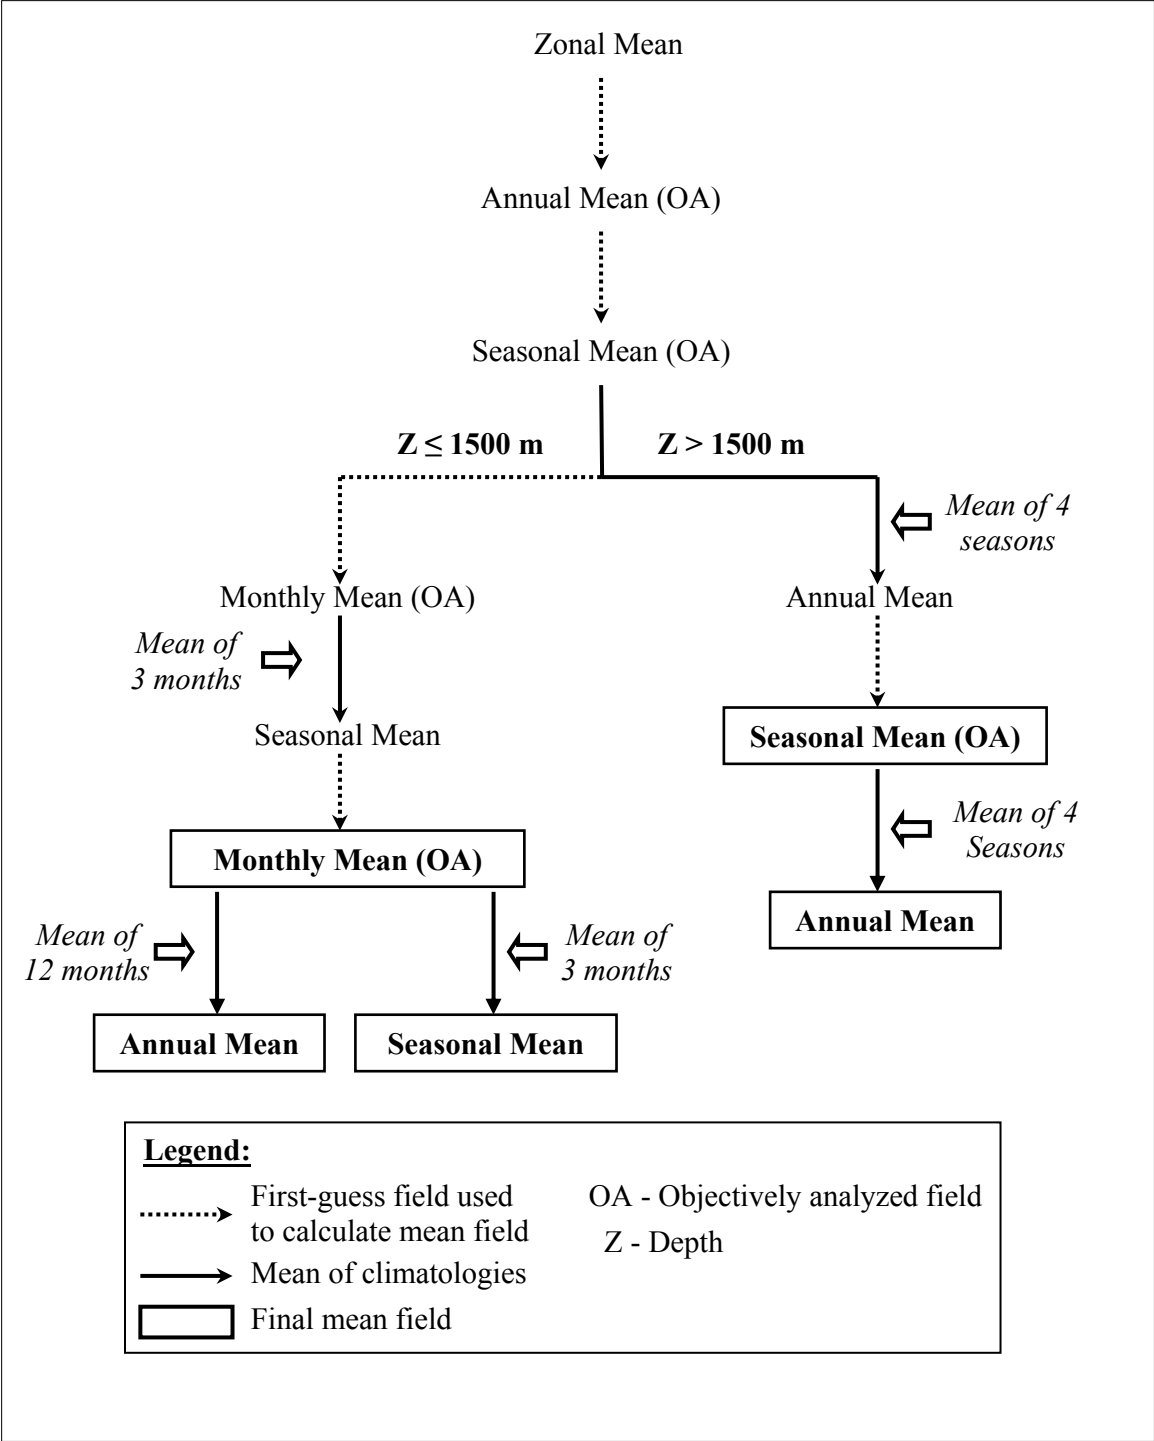 Zonal Mean
Annual Mean (OA)
Seasonal Mean (OA)
Z ≤ 1500 m
Z > 1500 m
Mean of 4
seasons
Monthly Mean (OA)
Annual Mean
Mean of
3 months
Seasonal Mean
Seasonal Mean (OA)
Mean of 4
Seasons
Monthly Mean (OA)
Annual Mean
Mean of
12 months
Mean of
3 months
Annual Mean
Seasonal Mean
Legend:
First-guess field used
to calculate mean field
Mean of climatologies
Final mean field
OA - Objectively analyzed field
Z - Depth